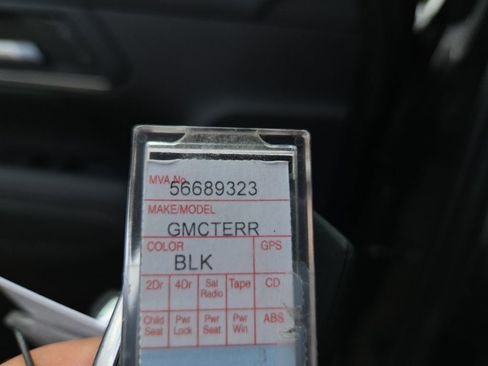 MVA No.
56689323
MAKE/MODEL
GMCTERR
COLOR GPS
BLK
2Dr 4Dr Sat Radio Tape CD
Child Seat Pwr Lock Pwr Seat Pwr Win ABS